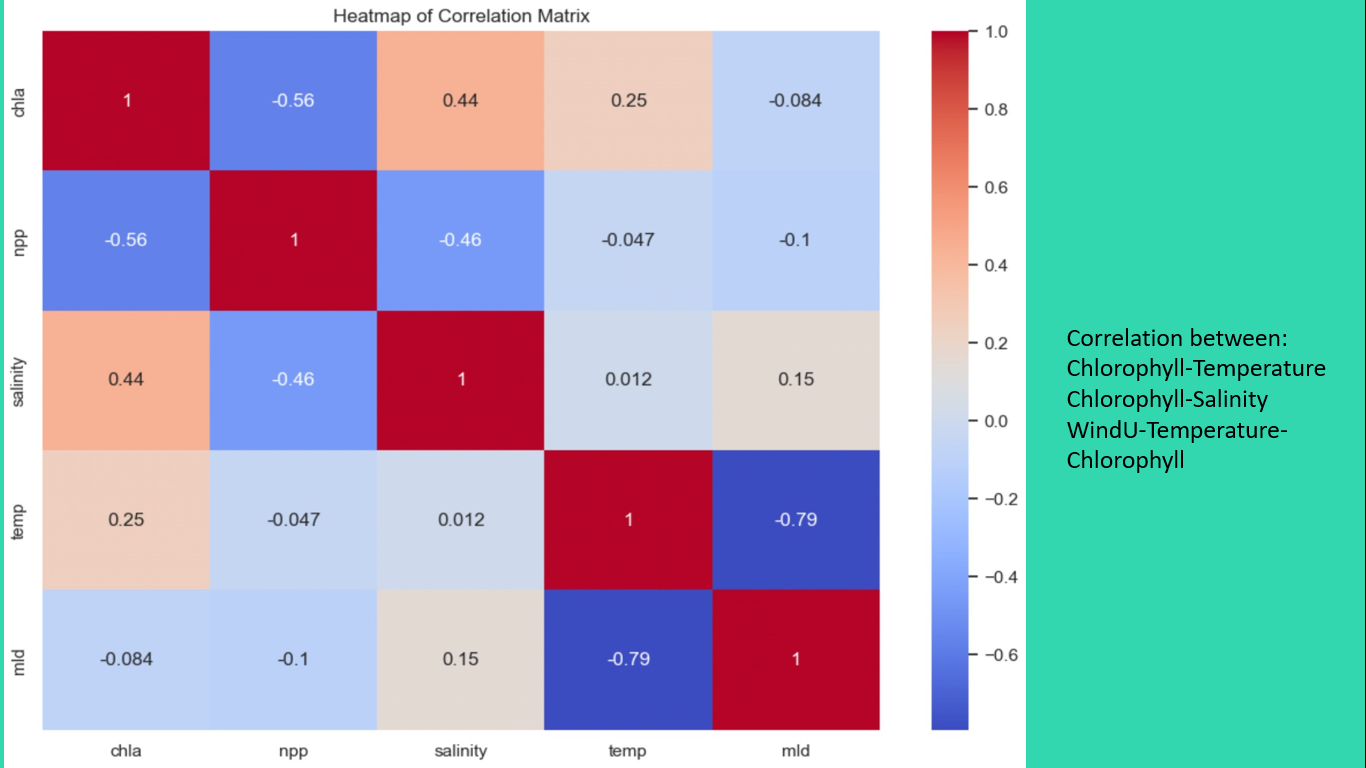 Heatmap of Correlation Matrix
chla 1 -0.56 0.44 0.25 -0.084
npp -0.56 1 -0.46 -0.047 -0.1
salinity 0.44 -0.46 1 0.012 0.15
temp 0.25 -0.047 0.012 1 -0.79
mld -0.084 -0.1 0.15 -0.79 1
chla npp salinity temp mld
1.0
0.8
0.6
0.4
0.2
0.0
−0.2
−0.4
−0.6
Correlation between:
Chlorophyll-Temperature
Chlorophyll-Salinity
WindU-Temperature-
Chlorophyll